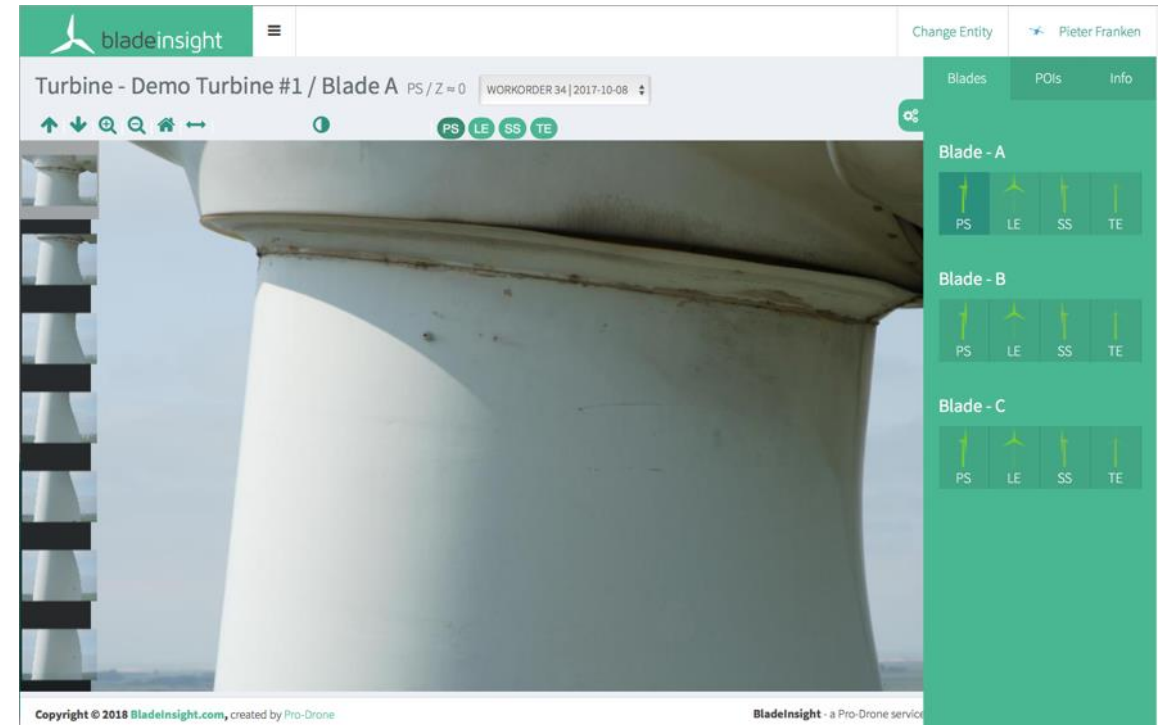 bladeinsight
Change Entity
Pieter Franken
Turbine - Demo Turbine #1 / Blade A PS / Z ≈ 0 WORKORDER 34 | 2017-10-08
PS LE SS TE
Blades POIs Info
Blade - A
PS LE SS TE
Blade - B
PS LE SS TE
Blade - C
PS LE SS TE
Copyright © 2018 BladeInsight.com, created by Pro-Drone
BladeInsight - a Pro-Drone service